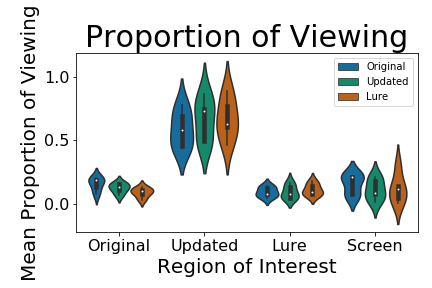 Proportion of Viewing
Mean Proportion of Viewing
1.0
0.5
0.0
Original
Updated
Lure
Original
Updated
Lure
Screen
Region of Interest